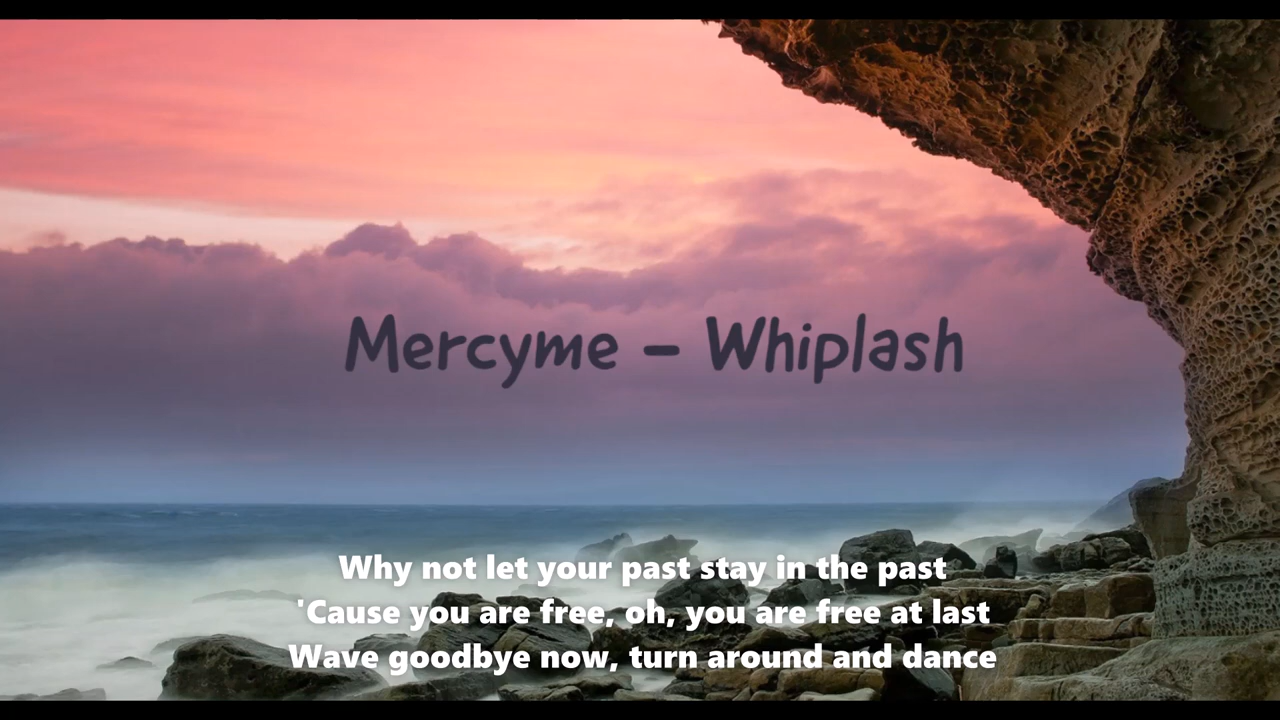 Mercyme - Whiplash
Why not let your past stay in the past
'Cause you are free, oh, you are free at last
Wave goodbye now, turn around and dance